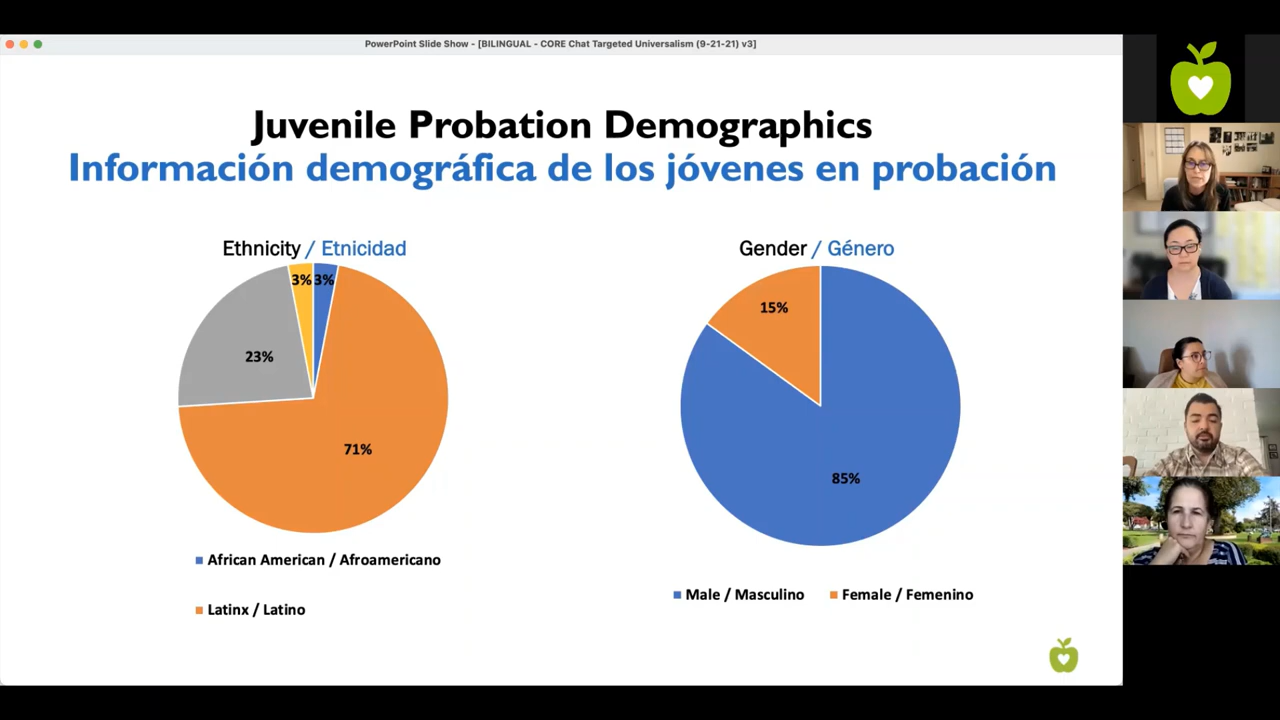 PowerPoint Slide Show - [BILINGUAL - CORE Chat Targeted Universalism (9-21-21) v3]
Juvenile Probation Demographics
Información demográfica de los jóvenes en probación
Ethnicity / Etnicidad
3%
3%
23%
71%
African American / Afroamericano
Latinx / Latino
Gender / Género
15%
85%
Male / Masculino
Female / Femenino